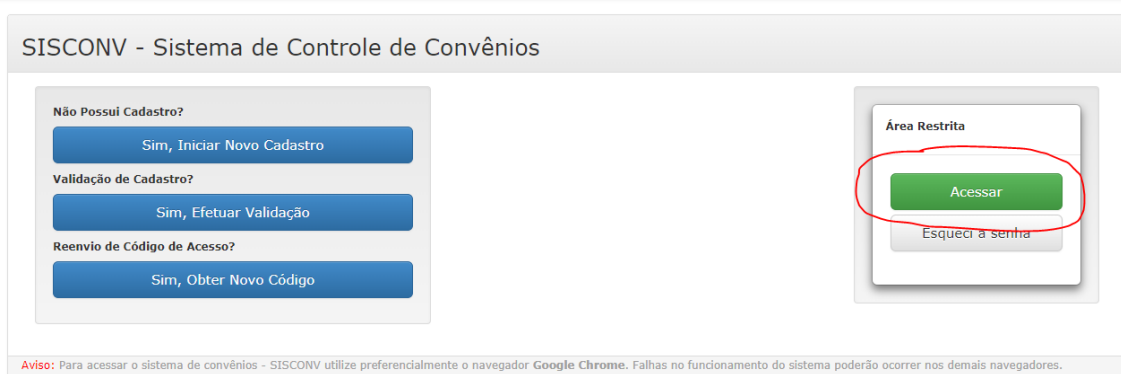 SISCONV - Sistema de Controle de Convênios
Não Possui Cadastro?
Sim, Iniciar Novo Cadastro
Validação de Cadastro?
Sim, Efetuar Validação
Reenvio de Código de Acesso?
Sim, Obter Novo Código
Área Restrita
Acessar
Esqueci a senha
Aviso: Para acessar o sistema de convênios - SISCONV utilize preferencialmente o navegador Google Chrome. Falhas no funcionamento do sistema poderão ocorrer nos demais navegadores.